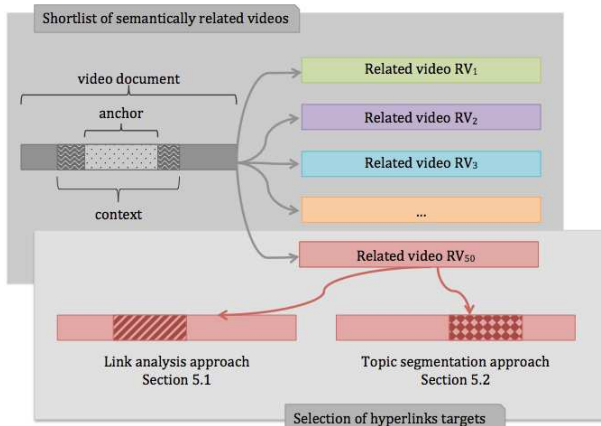 Shortlist of semantically related videos
video document
anchor
context
Related video RV₁
Related video RV₂
Related video RV₃
...
Related video RV₅₀
Link analysis approach
Section 5.1
Topic segmentation approach
Section 5.2
Selection of hyperlinks targets